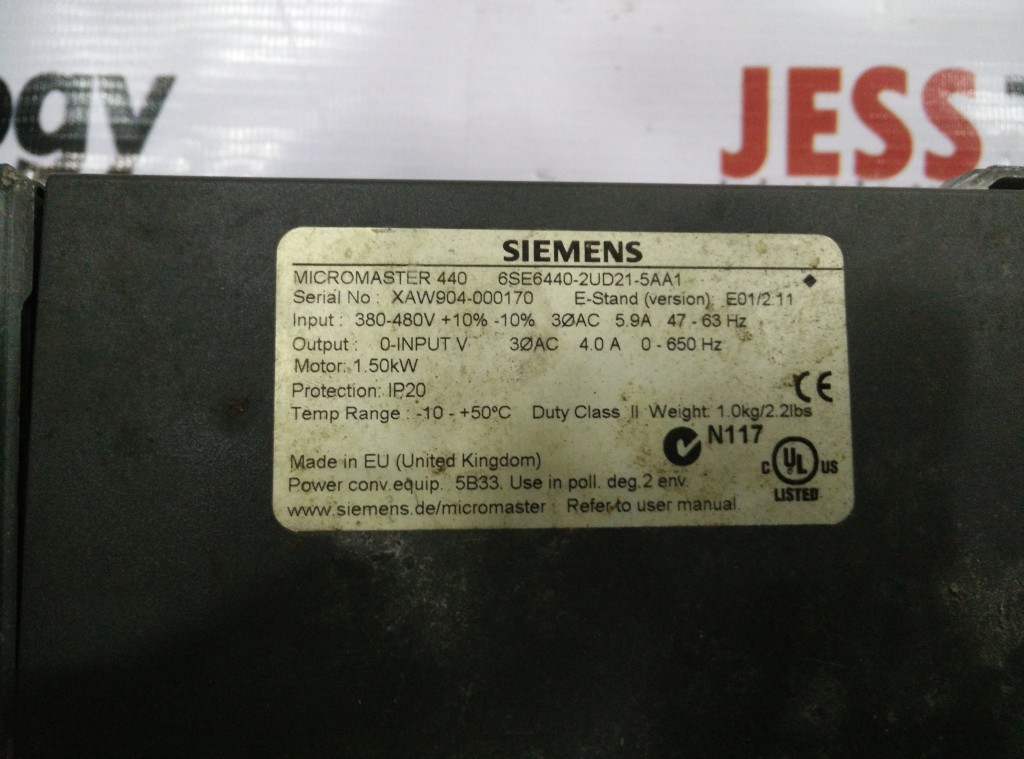 JESS
SIEMENS
MICROMASTER 440 6SE6440-2UD21-5AA1
Serial No : XAW904-000170 E-Stand (version): E01/2.11
Input : 380-480V +10% -10% 3ØAC 5.9A 47 - 63 Hz
Output : 0-INPUT V 3ØAC 4.0 A 0 - 650 Hz
Motor: 1.50kW
Protection: IP20
CE
Temp Range : -10 - +50ºC Duty Class II Weight: 1.0kg/2.2lbs
N117
Made in EU (United Kingdom)
C UL US
LISTED
Power conv.equip. 5B33. Use in poll. deg.2 env.
www.siemens.de/micromaster Refer to user manual.